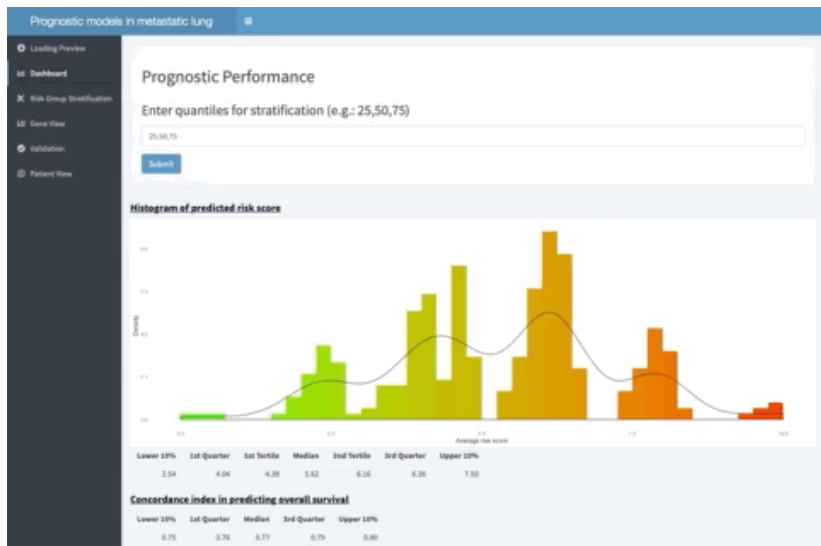 Prognostic models in metastatic lung
Loading Preview
Dashboard
Risk Group Stratification
Gene View
Validation
Patient View
Prognostic Performance
Enter quantiles for stratification (e.g.: 25,50,75)
25,50,75
Submit
Histogram of predicted risk score
Density
Average risk score
Lower 10% 1st Quarter 1st Tertile Median 2nd Tertile 3rd Quarter Upper 10%
2.54 4.04 4.39 5.62 6.16 6.36 7.93
Concordance index in predicting overall survival
Lower 10% 1st Quarter Median 3rd Quarter Upper 10%
0.75 0.76 0.77 0.79 0.80